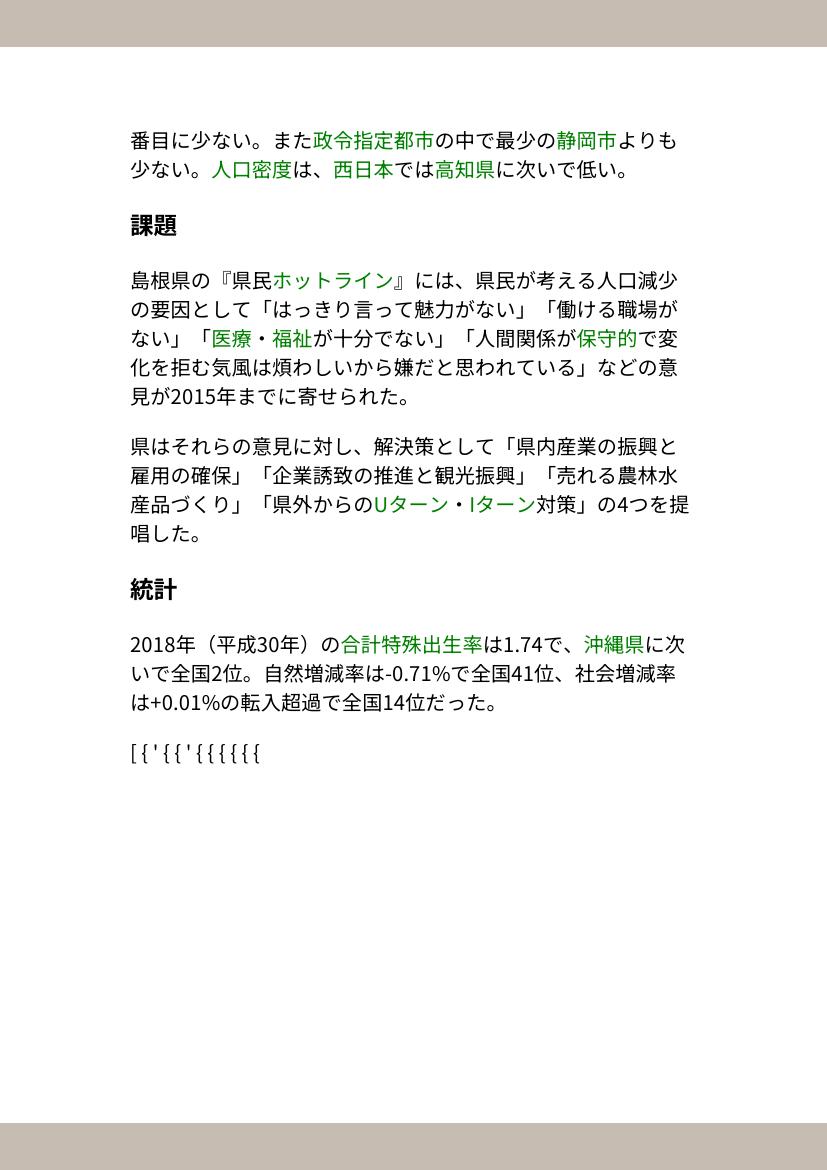 番目に少ない。また政令指定都市の中で最少の静岡市よりも
少ない。人口密度は、西日本では高知県に次いで低い。
課題
島根県の『県民ホットライン』には、県民が考える人口減少
の要因として「はっきり言って魅力がない」「働ける職場が
ない」「医療・福祉が十分でない」「人間関係が保守的で変
化を拒む気風は煩わしいから嫌だと思われている」などの意
見が2015年までに寄せられた。
県はそれらの意見に対し、解決策として「県内産業の振興と
雇用の確保」「企業誘致の推進と観光振興」「売れる農林水
産品づくり」「県外からのUターン・Iターン対策」の4つを提
唱した。
統計
2018年（平成30年）の合計特殊出生率は1.74で、沖縄県に次
いで全国2位。自然増減率は-0.71%で全国41位、社会増減率
は+0.01%の転入超過で全国14位だった。
[ { ' { { ' { { { { { {